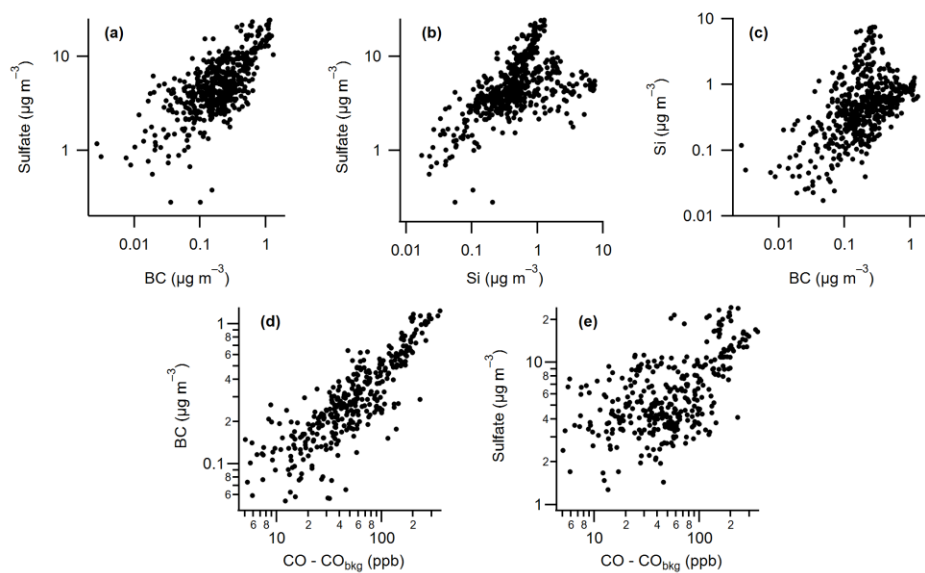 (a)
10
1
Sulfate (µg m⁻³)
0.01 0.1 1
BC (µg m⁻³)
(b)
10
1
Sulfate (µg m⁻³)
0.01 0.1 1 10
Si (µg m⁻³)
(c)
10
1
0.1
0.01
Si (µg m⁻³)
0.01 0.1 1
BC (µg m⁻³)
(d)
1
8
6
4
2
0.1
8
6
BC (µg m⁻³)
6 8 10 2 4 6 8 100 2
CO - CO_bkg (ppb)
(e)
2
10
8
6
4
2
1
Sulfate (µg m⁻³)
6 8 10 2 4 6 8 100 2
CO - CO_bkg (ppb)